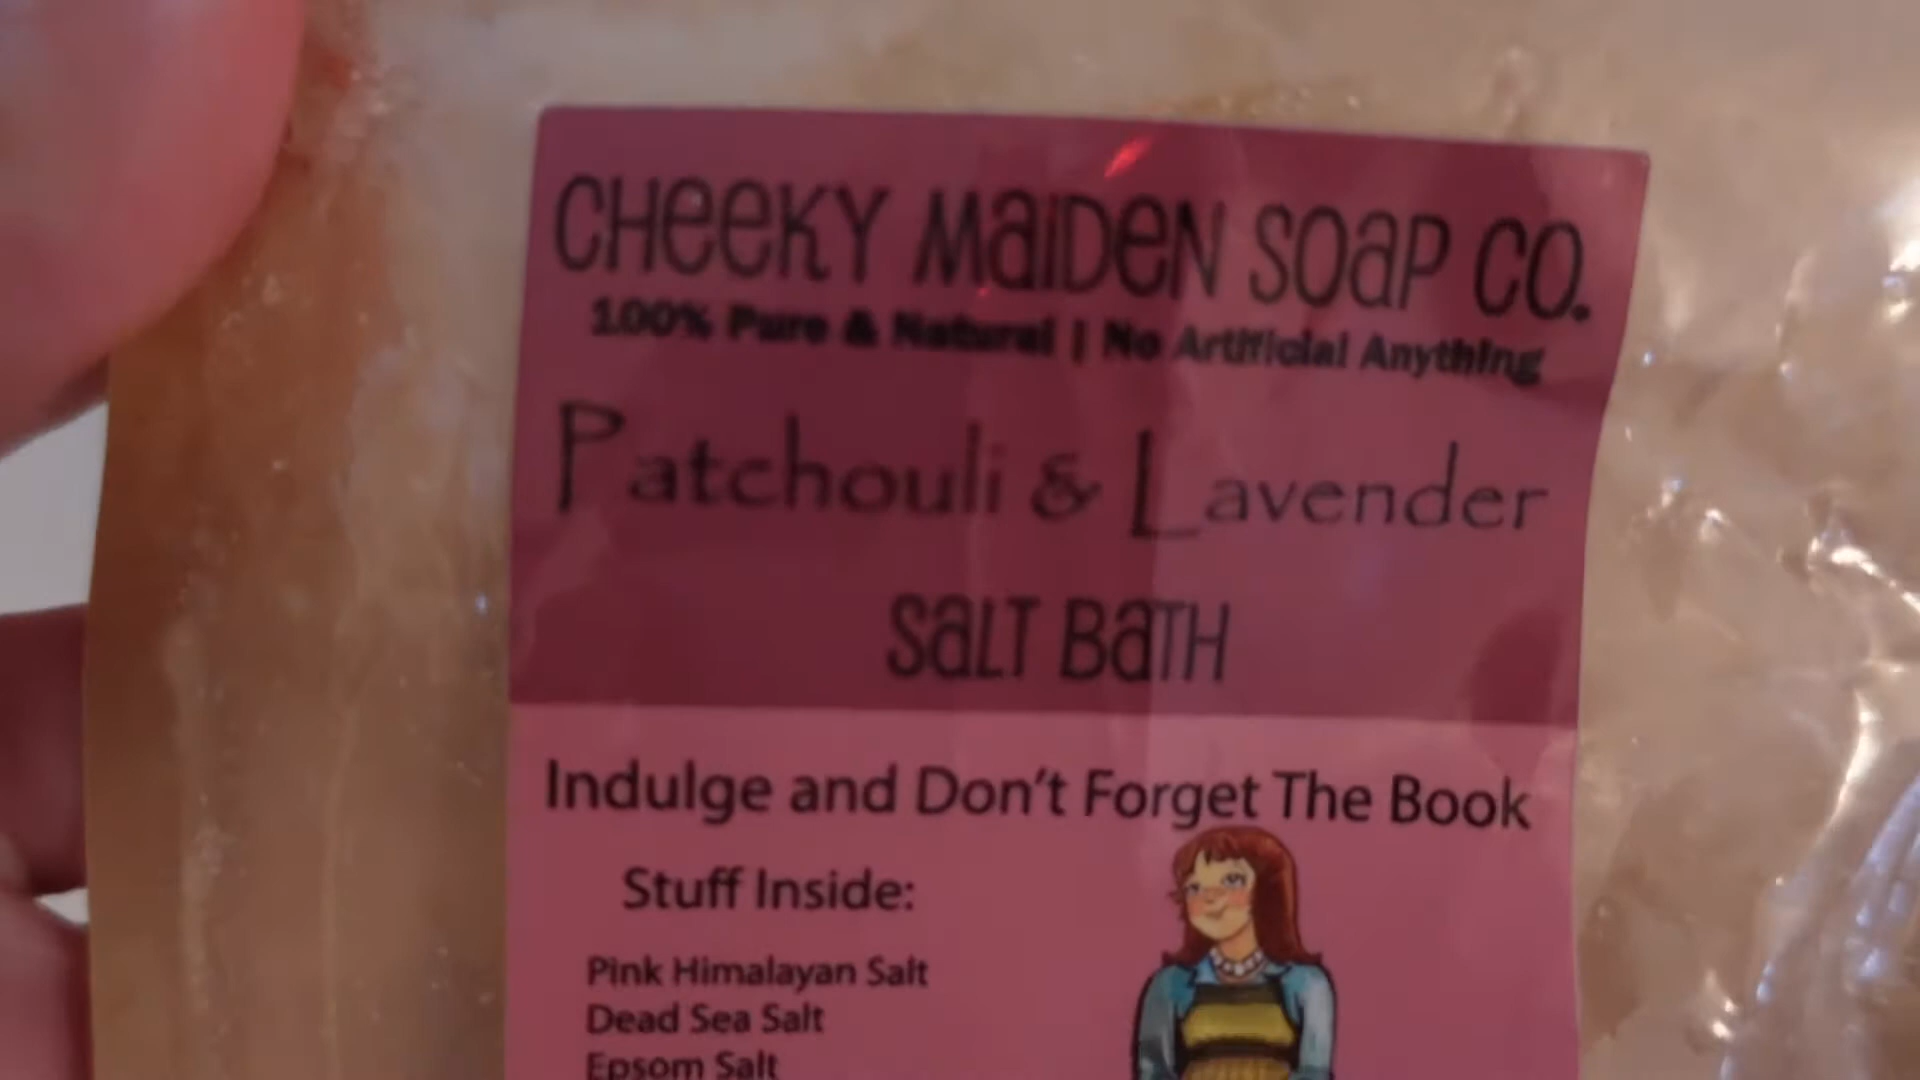 CHeeKY MaiDeN SOaP CO.
100% Pure & Natural | No Artificial Anything
Patchouli & Lavender
SaLT BaTH
Indulge and Don't Forget The Book
Stuff Inside:
Pink Himalayan Salt
Dead Sea Salt
Epsom Salt